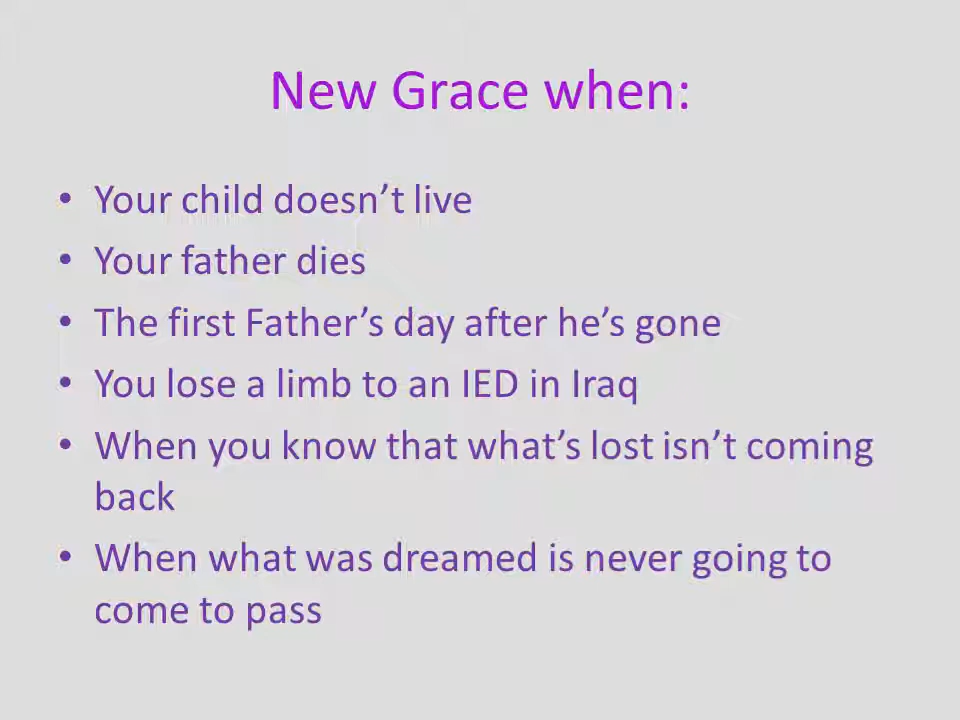 New Grace when:
• Your child doesn’t live
• Your father dies
• The first Father’s day after he’s gone
• You lose a limb to an IED in Iraq
• When you know that what’s lost isn’t coming
back
• When what was dreamed is never going to
come to pass